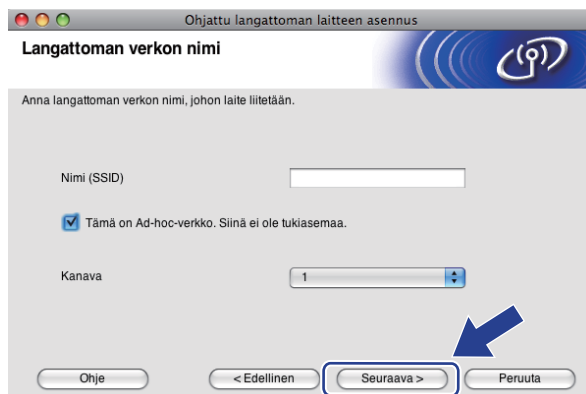 Ohjattu langattoman laitteen asennus
Langattoman verkon nimi
Anna langattoman verkon nimi, johon laite liitetään.
Nimi (SSID)
Tämä on Ad-hoc-verkko. Siinä ei ole tukiasemaa.
Kanava 1
Ohje < Edellinen Seuraava > Peruuta